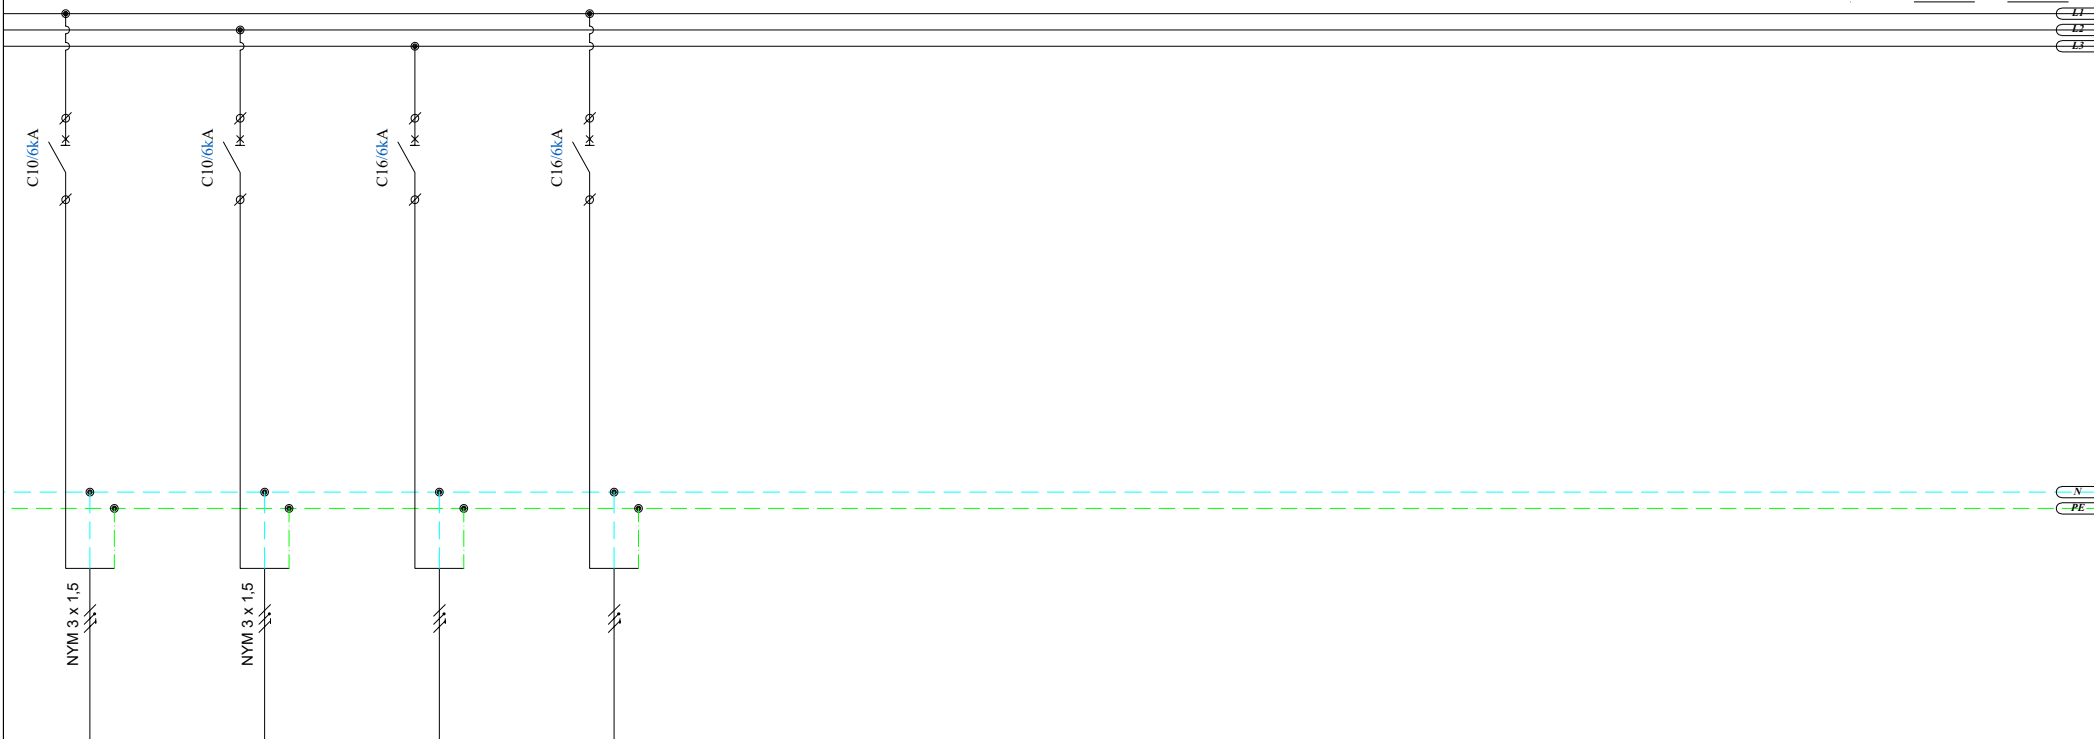 L1
L2
L3
C10/6kA
C10/6kA
C16/6kA
C16/6kA
N
PE
NYM 3 x 1,5
NYM 3 x 1,5